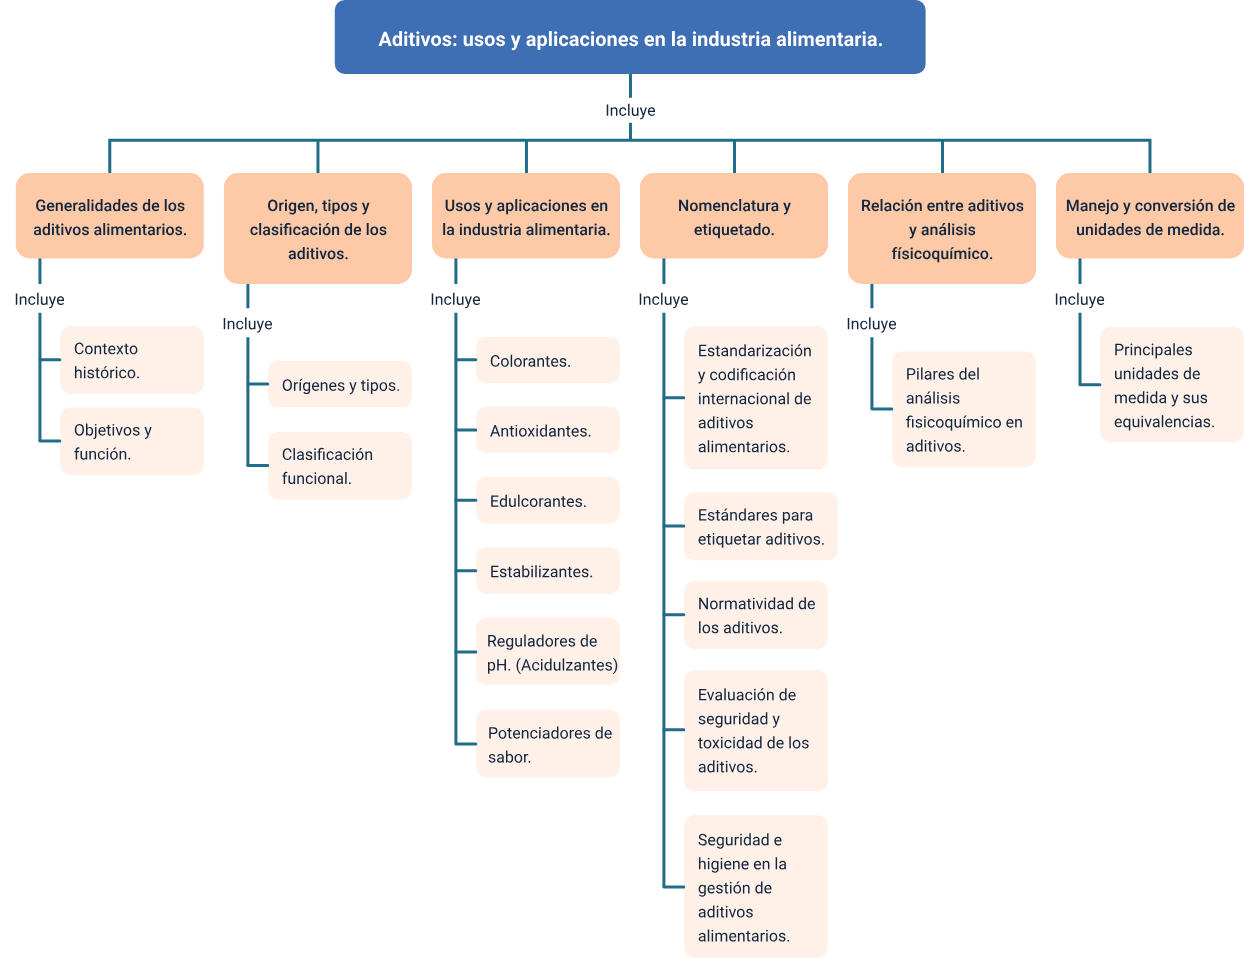 Aditivos: usos y aplicaciones en la industria alimentaria.
Incluye
Generalidades de los
aditivos alimentarios.
Incluye
Contexto
histórico.
Objetivos y
función.
Origen, tipos y
clasificación de los
aditivos.
Incluye
Orígenes y tipos.
Clasificación
funcional.
Usos y aplicaciones en
la industria alimentaria.
Incluye
Colorantes.
Antioxidantes.
Edulcorantes.
Estabilizantes.
Reguladores de
pH. (Acidulzantes)
Potenciadores de
sabor.
Nomenclatura y
etiquetado.
Incluye
Estandarización
y codificación
internacional de
aditivos
alimentarios.
Estándares para
etiquetar aditivos.
Normatividad de
los aditivos.
Evaluación de
seguridad y
toxicidad de los
aditivos.
Seguridad e
higiene en la
gestión de
aditivos
alimentarios.
Relación entre aditivos
y análisis
físicoquímico.
Incluye
Pilares del
análisis
fisicoquímico en
aditivos.
Manejo y conversión de
unidades de medida.
Incluye
Principales
unidades de
medida y sus
equivalencias.